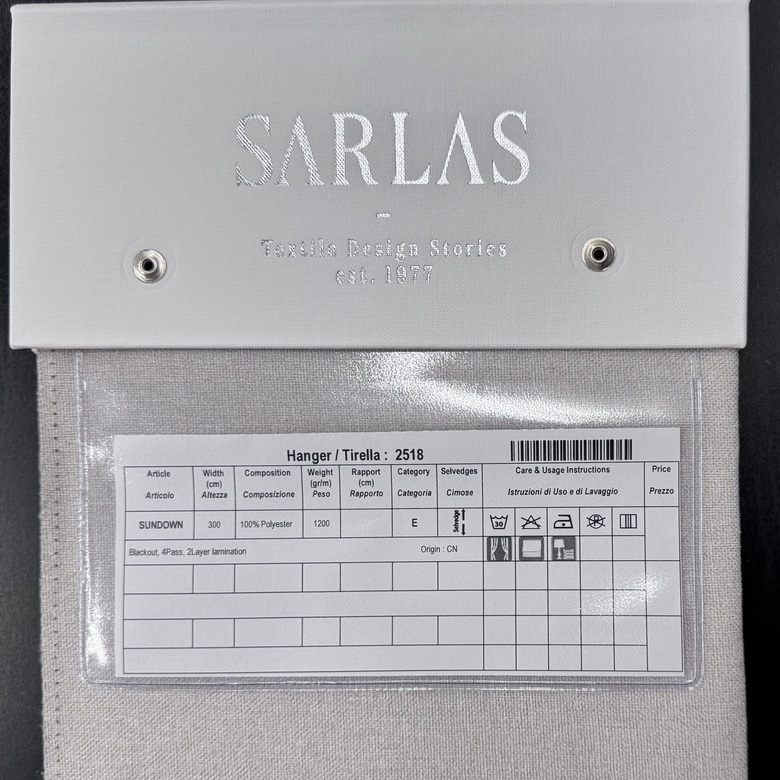 SARLAS
Textile Design Stories
est. 1977
Hanger / Tirella : 2518
Article Width (cm) Composition Weight (gr/m) Rapport (cm) Category Selvedges Care & Usage Instructions Price
Articolo Altezza Composizione Peso Rapporto Categoria Cimose Istruzioni di Uso e di Lavaggio Prezzo
SUNDOWN 300 100% Polyester 1200 E Selvedge 30
Blackout, 4Pass, 2Layer lamination Origin : CN